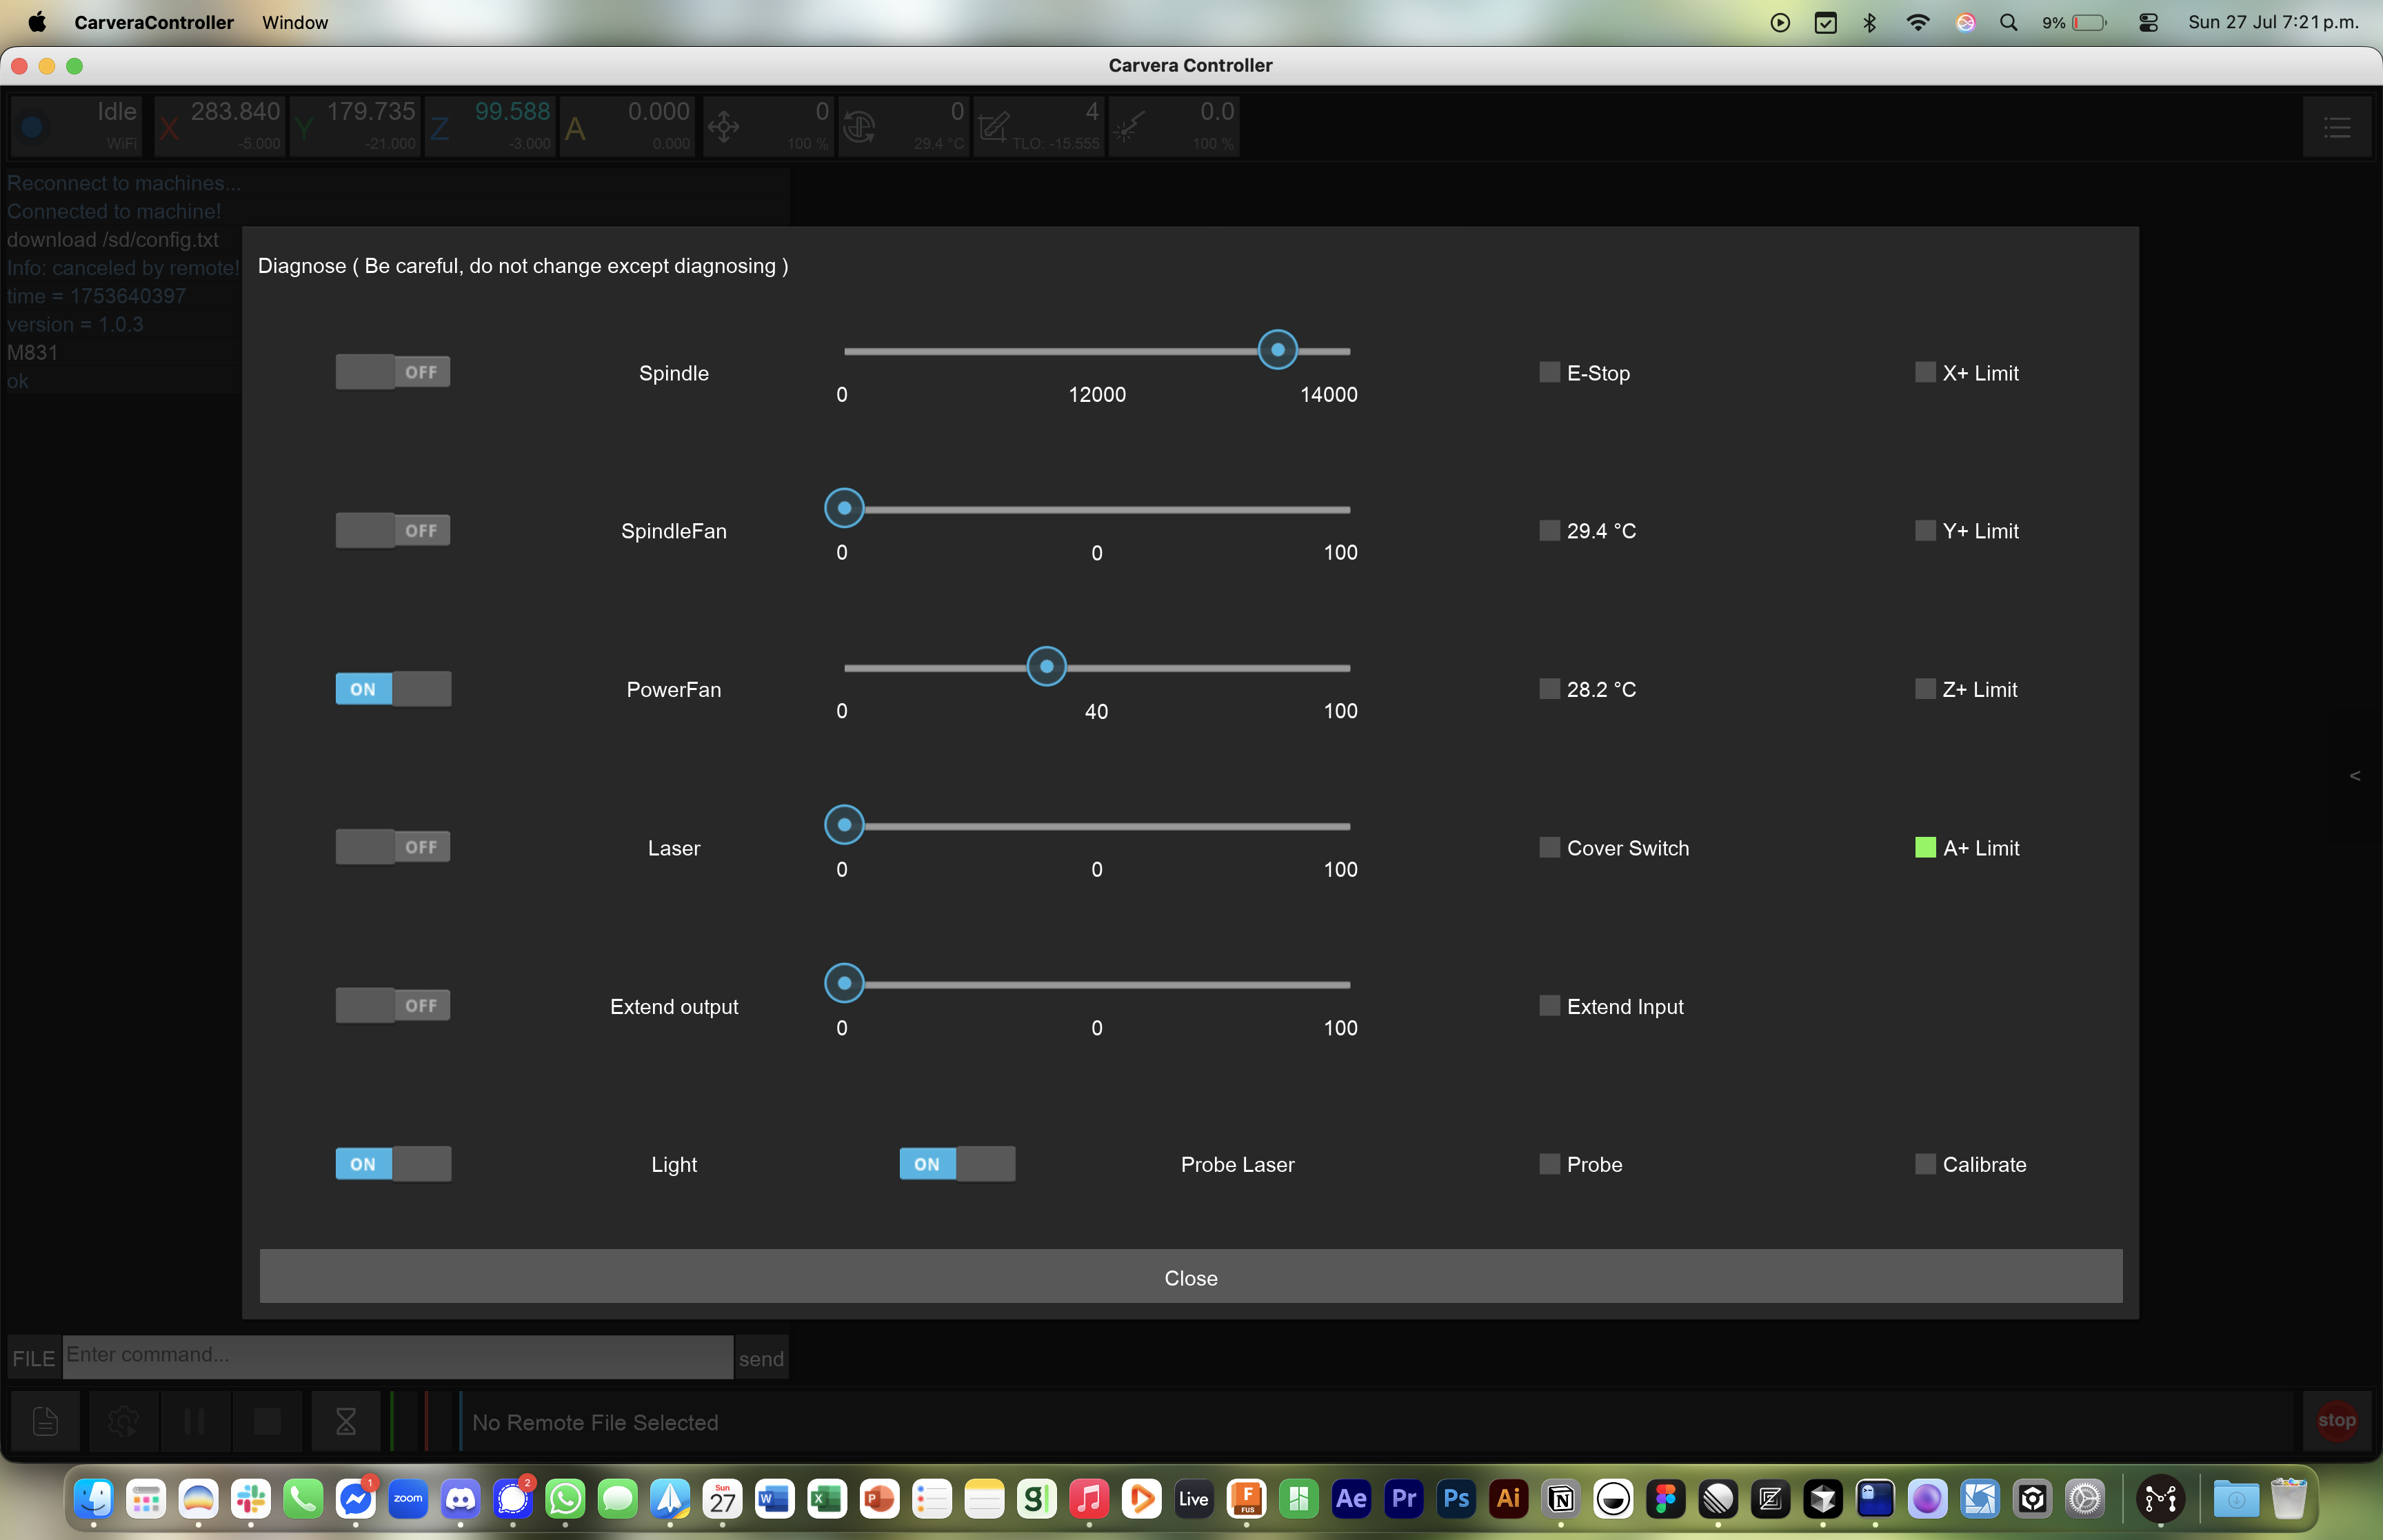 CarveraController Window 9% Sun 27 Jul 7:21 p.m.
Carvera Controller
Idle X 283.840 Y 179.735 Z 99.588 A 0.000 0 0 4 0.0
WiFi -5.000 -21.000 -3.000 0.000 100 % 29.4 °C TLO: -15.555 100 %
Reconnect to machines...
Connected to machine!
download /sd/config.txt
Info: canceled by remote!
time = 1753640397
version = 1.0.3
M831
ok
Diagnose ( Be careful, do not change except diagnosing )
OFF Spindle E-Stop X+ Limit
0 12000 14000
OFF SpindleFan 29.4 °C Y+ Limit
0 0 100
ON PowerFan 28.2 °C Z+ Limit
0 40 100
<
OFF Laser Cover Switch A+ Limit
0 0 100
OFF Extend output Extend Input
0 0 100
ON Light ON Probe Laser Probe Calibrate
Close
FILE Enter command... send
No Remote File Selected stop
1 zoom 2 Sun 27 W X P g Live F FUS Ae Pr Ps Ai N